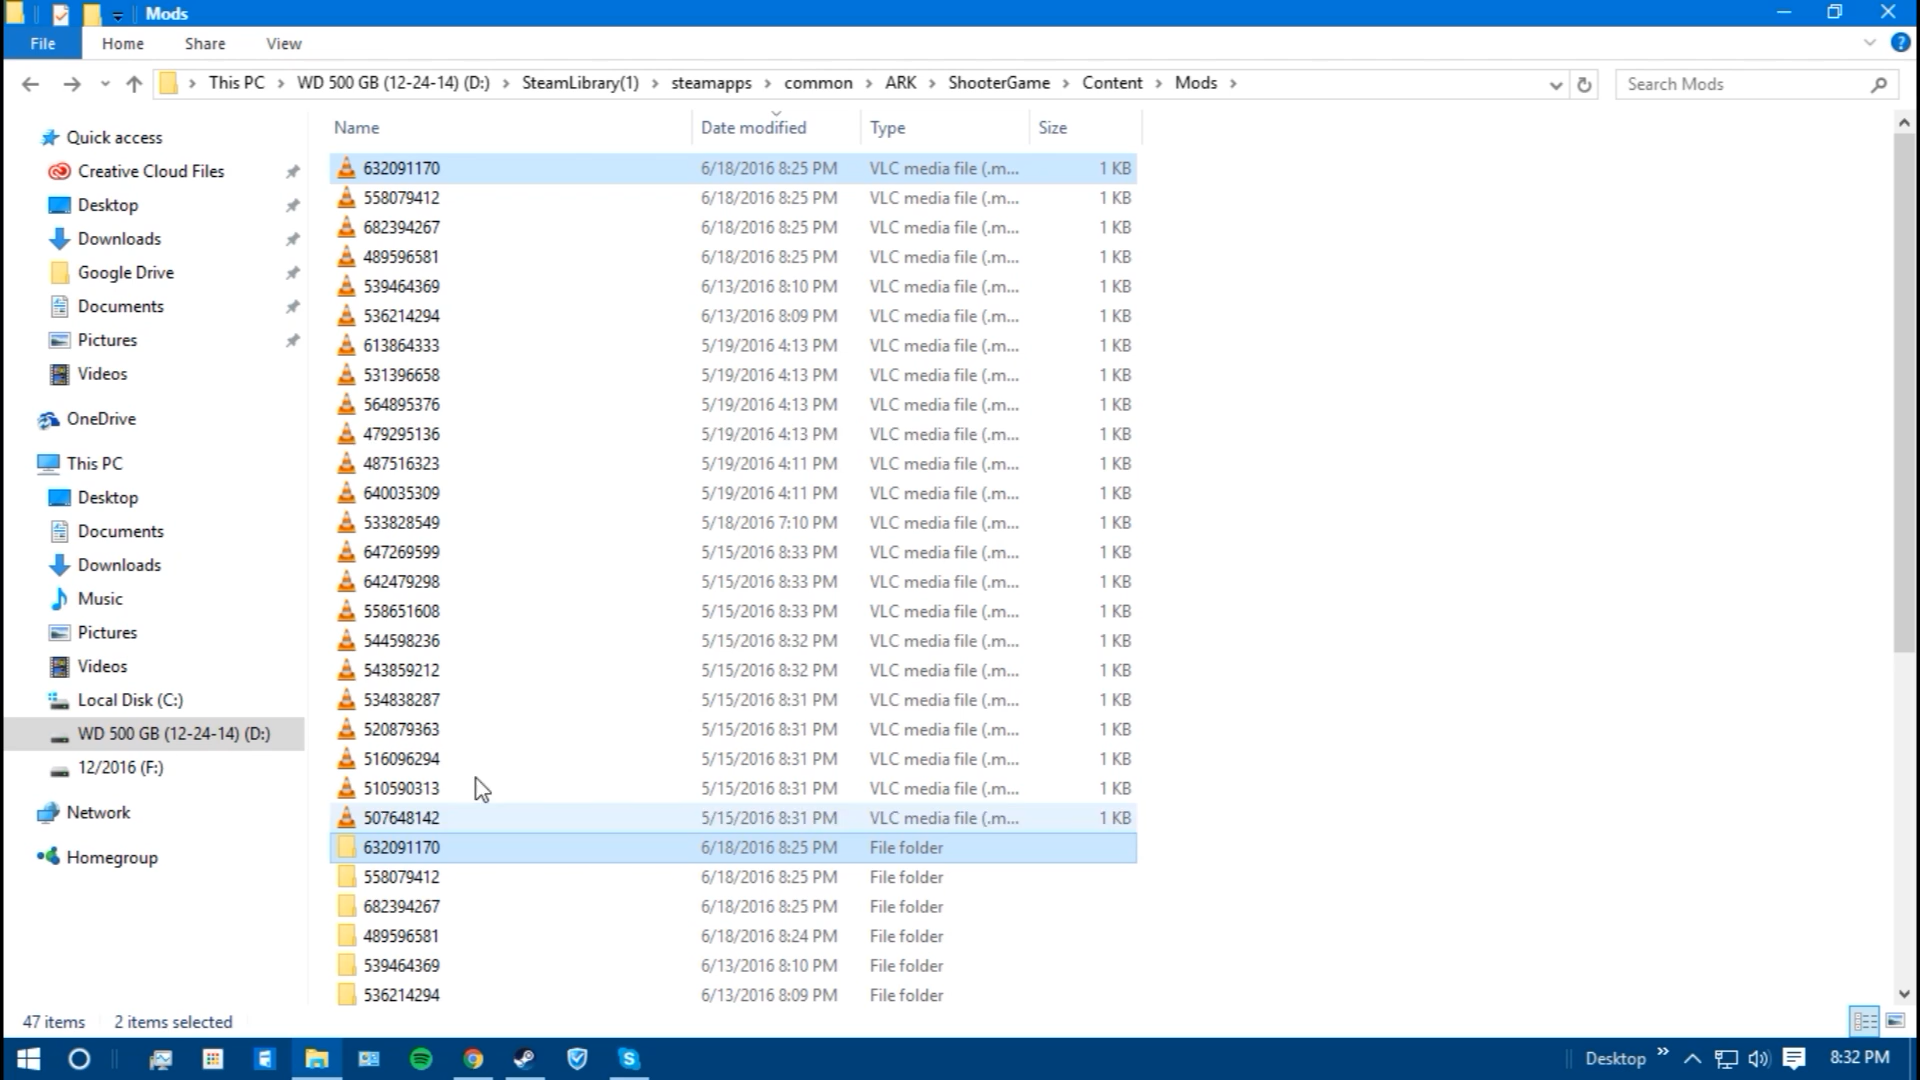 Mods
File Home Share View
This PC WD 500 GB (12-24-14) (D:) SteamLibrary(1) steamapps common ARK ShooterGame Content Mods Search Mods
Name Date modified Type Size
Quick access
Creative Cloud Files
Desktop
Downloads
Google Drive
Documents
Pictures
Videos
OneDrive
This PC
Desktop
Documents
Downloads
Music
Pictures
Videos
Local Disk (C:)
WD 500 GB (12-24-14) (D:)
12/2016 (F:)
Network
Homegroup
632091170 6/18/2016 8:25 PM VLC media file (.m... 1 KB
558079412 6/18/2016 8:25 PM VLC media file (.m... 1 KB
682394267 6/18/2016 8:25 PM VLC media file (.m... 1 KB
489596581 6/18/2016 8:25 PM VLC media file (.m... 1 KB
539464369 6/13/2016 8:10 PM VLC media file (.m... 1 KB
536214294 6/13/2016 8:09 PM VLC media file (.m... 1 KB
613864333 5/19/2016 4:13 PM VLC media file (.m... 1 KB
531396658 5/19/2016 4:13 PM VLC media file (.m... 1 KB
564895376 5/19/2016 4:13 PM VLC media file (.m... 1 KB
479295136 5/19/2016 4:13 PM VLC media file (.m... 1 KB
487516323 5/19/2016 4:11 PM VLC media file (.m... 1 KB
640035309 5/19/2016 4:11 PM VLC media file (.m... 1 KB
533828549 5/18/2016 7:10 PM VLC media file (.m... 1 KB
647269599 5/15/2016 8:33 PM VLC media file (.m... 1 KB
642479298 5/15/2016 8:33 PM VLC media file (.m... 1 KB
558651608 5/15/2016 8:33 PM VLC media file (.m... 1 KB
544598236 5/15/2016 8:32 PM VLC media file (.m... 1 KB
543859212 5/15/2016 8:32 PM VLC media file (.m... 1 KB
534838287 5/15/2016 8:31 PM VLC media file (.m... 1 KB
520879363 5/15/2016 8:31 PM VLC media file (.m... 1 KB
516096294 5/15/2016 8:31 PM VLC media file (.m... 1 KB
510590313 5/15/2016 8:31 PM VLC media file (.m... 1 KB
507648142 5/15/2016 8:31 PM VLC media file (.m... 1 KB
632091170 6/18/2016 8:25 PM File folder
558079412 6/18/2016 8:25 PM File folder
682394267 6/18/2016 8:25 PM File folder
489596581 6/18/2016 8:24 PM File folder
539464369 6/13/2016 8:10 PM File folder
536214294 6/13/2016 8:09 PM File folder
47 items 2 items selected
Desktop 8:32 PM